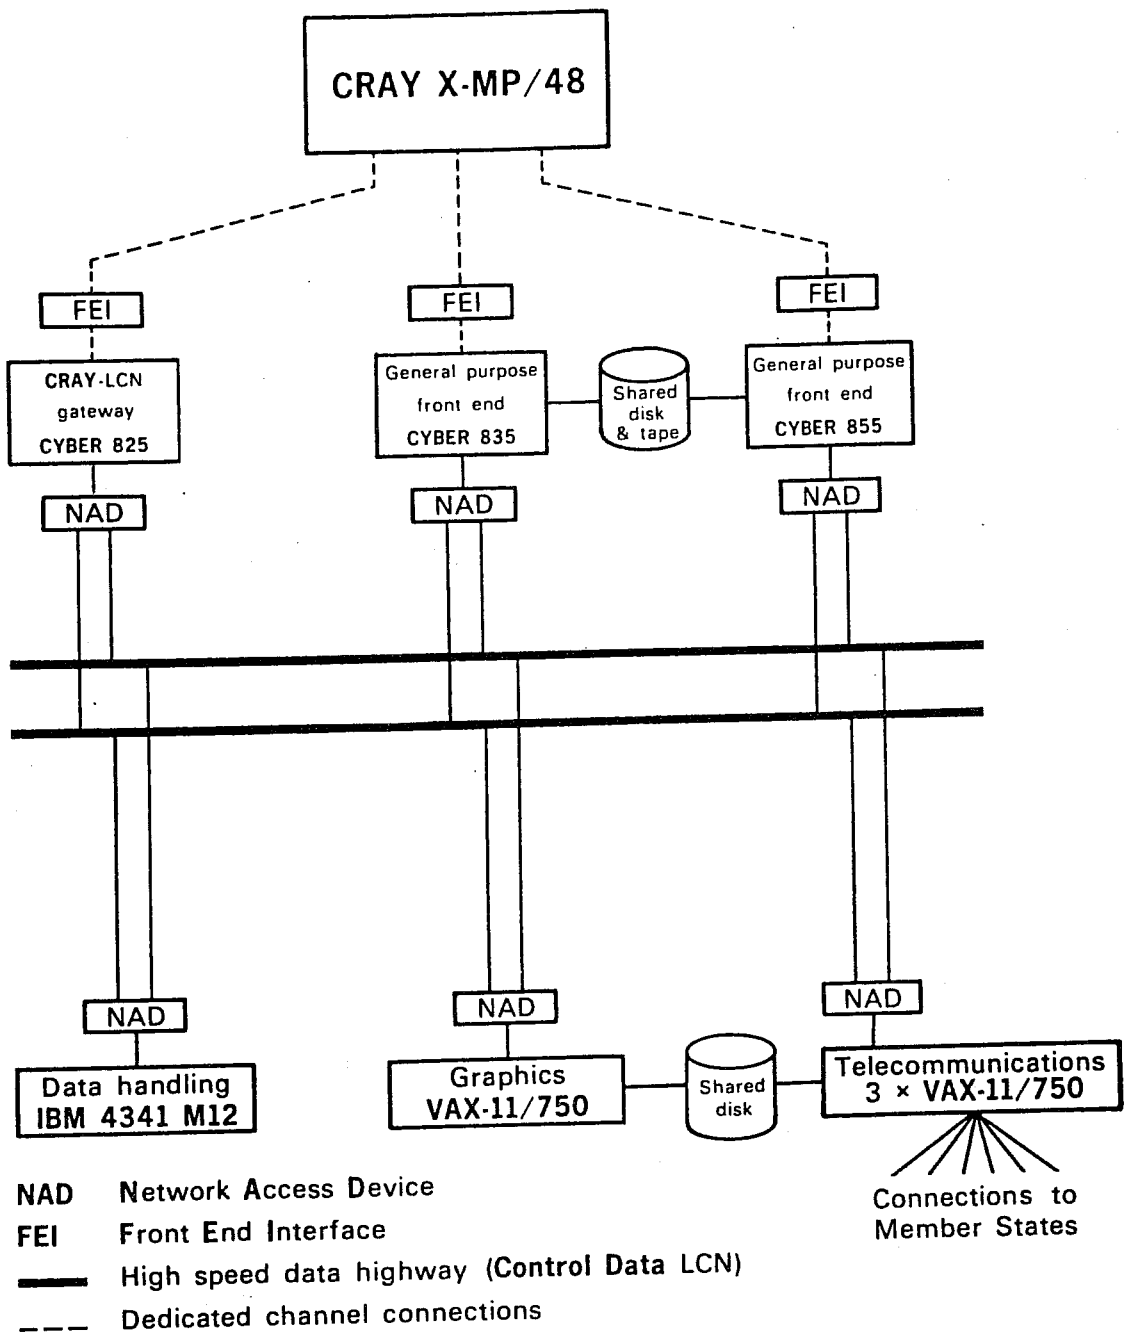 CRAY X-MP/48
FEI
FEI
FEI
CRAY-LCN
gateway
CYBER 825
General purpose
front end
CYBER 835
Shared
disk
& tape
General purpose
front end
CYBER 855
NAD
NAD
NAD
NAD
NAD
NAD
Data handling
IBM 4341 M12
Graphics
VAX-11/750
Shared
disk
Telecommunications
3 × VAX-11/750
Connections to
Member States
NAD Network Access Device
FEI Front End Interface
High speed data highway (Control Data LCN)
Dedicated channel connections